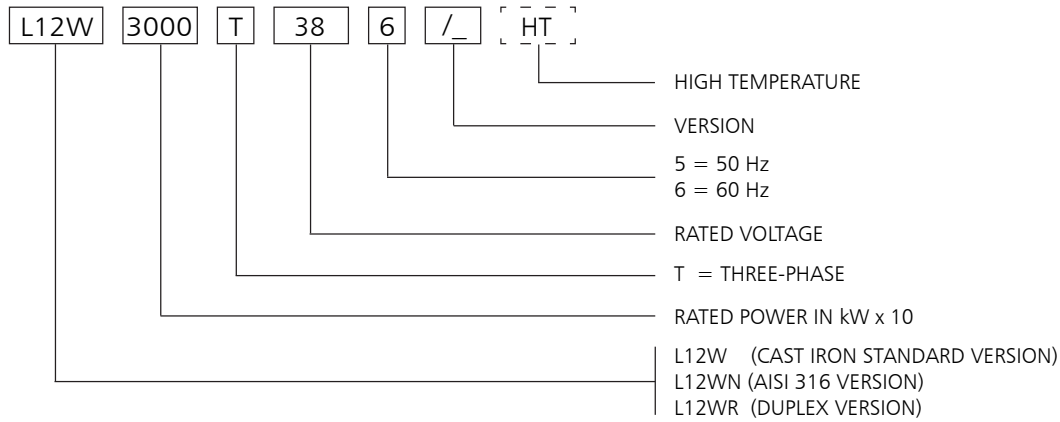 L12W 3000 T 38 6 /_ HT
HIGH TEMPERATURE
VERSION
5 = 50 Hz
6 = 60 Hz
RATED VOLTAGE
T = THREE-PHASE
RATED POWER IN kW x 10
L12W (CAST IRON STANDARD VERSION)
L12WN (AISI 316 VERSION)
L12WR (DUPLEX VERSION)